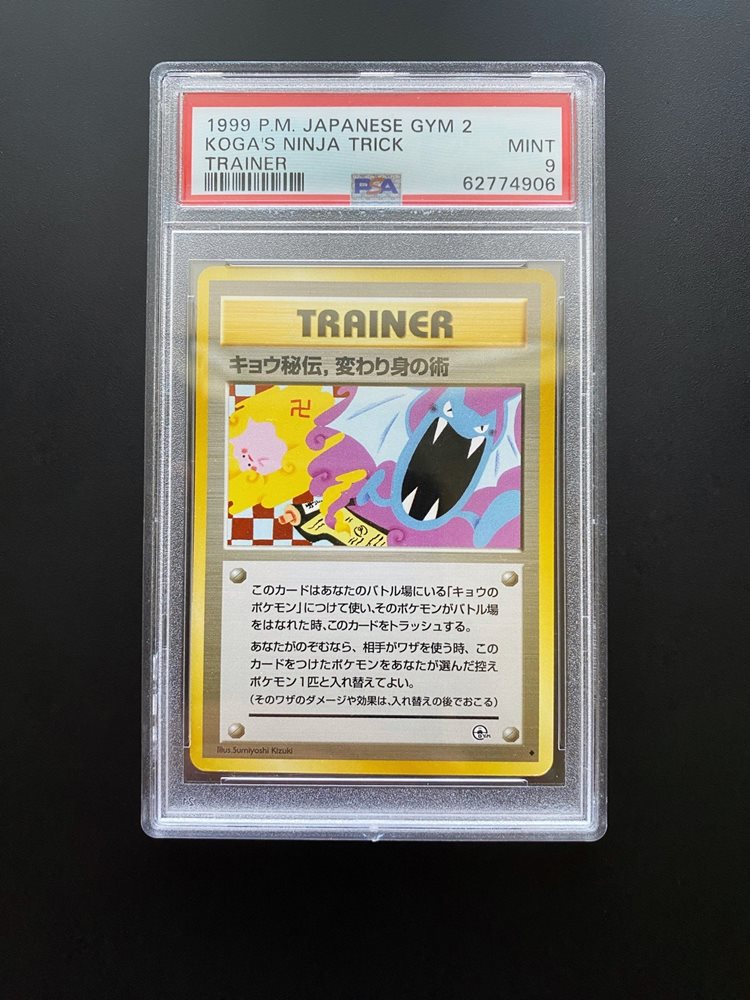 1999 P.M. JAPANESE GYM 2
KOGA'S NINJA TRICK
MINT
TRAINER
9
PSA
62774906
TRAINER
キョウ秘伝, 変わり身の術
卍
このカードはあなたのバトル場にいる「キョウの
ポケモン」につけて使い、そのポケモンがバトル場
をはなれた時、このカードをトラッシュする。
あなたがのぞむなら、相手がワザを使う時、この
カードをつけたポケモンをあなたが選んだ控え
ポケモン1匹と入れ替えてよい。
(そのワザのダメージや効果は、入れ替えの後でおこる)
GYM
Illus.Sumiyoshi Kizuki